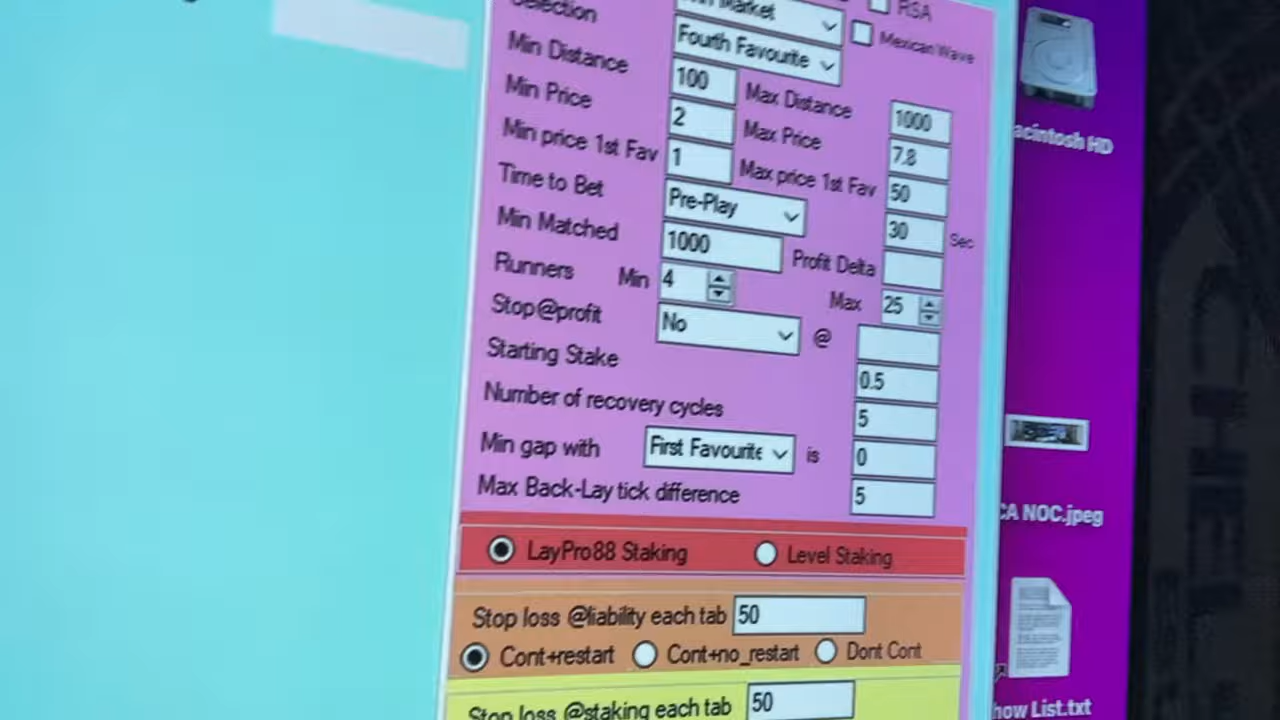 RSA
Selection
Market
Mexican Wave
Fourth Favourite
Min Distance 100 Max Distance 1000
Min Price 2 Max Price 7.8
Min price 1st Fav 1 Max price 1st Fav 50
Time to Bet Pre-Play 30 Sec
Min Matched 1000 Profit Delta
Runners Min 4 Max 25
Stop@profit No @
Starting Stake 0.5
Number of recovery cycles 5
Min gap with First Favourite is 0
Max Back-Lay tick difference 5
LayPro88 Staking Level Staking
Stop loss @liability each tab 50
Cont+restart Cont+no_restart Dont Cont
Stop loss @staking each tab 50
acintosh HD
CA NOC.jpeg
how List.txt